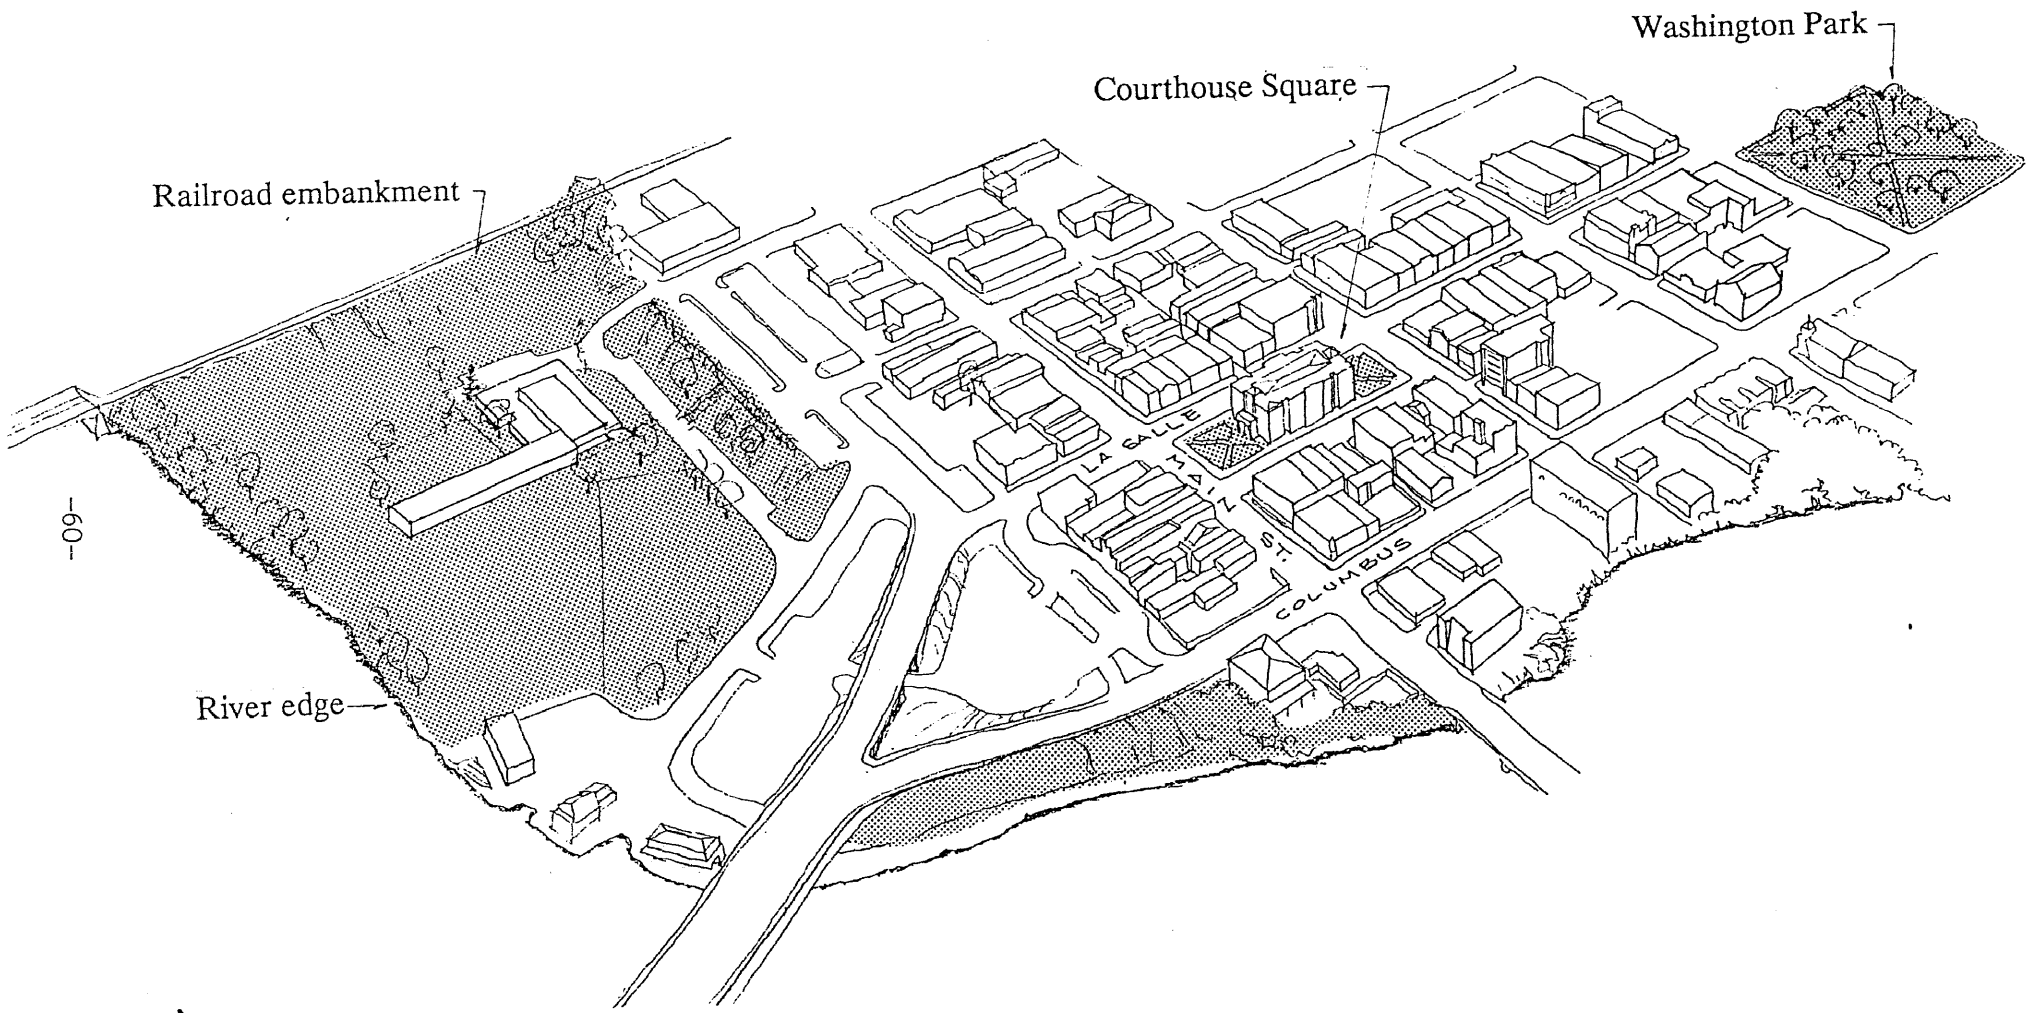 Washington Park
Courthouse Square
Railroad embankment
LA SALLE
MAIN ST.
COLUMBUS
River edge
-60-